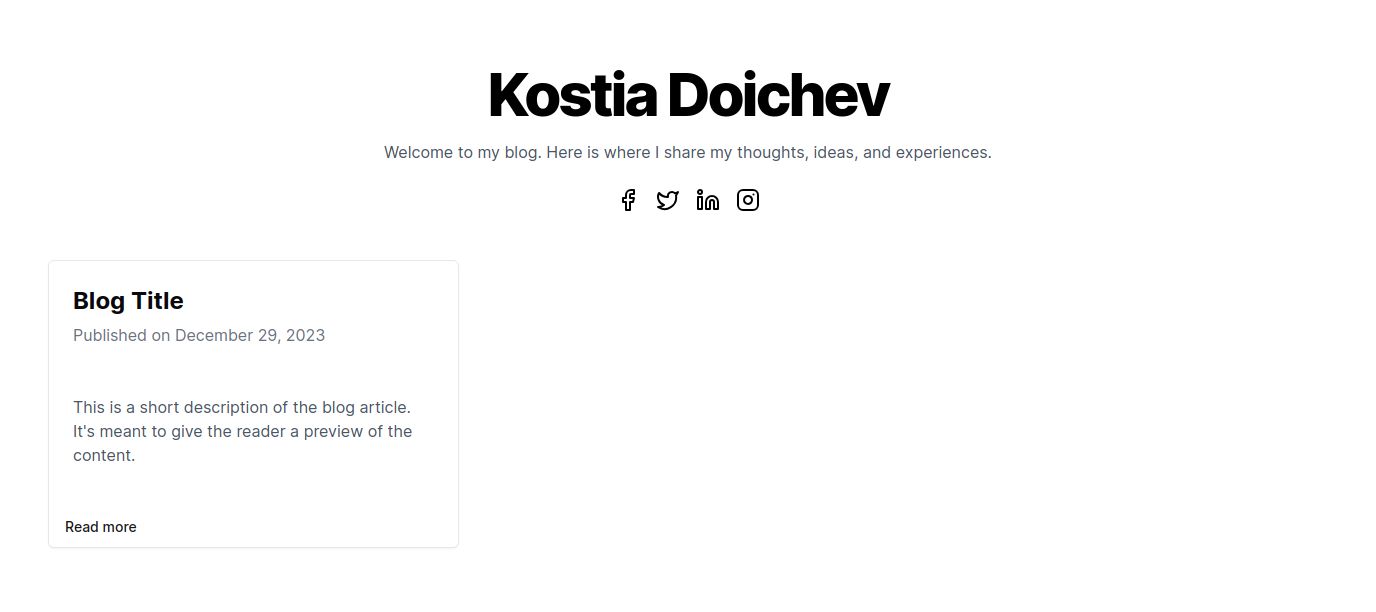 Kostia Doichev
Welcome to my blog. Here is where I share my thoughts, ideas, and experiences.
Blog Title
Published on December 29, 2023
This is a short description of the blog article.
It's meant to give the reader a preview of the
content.
Read more